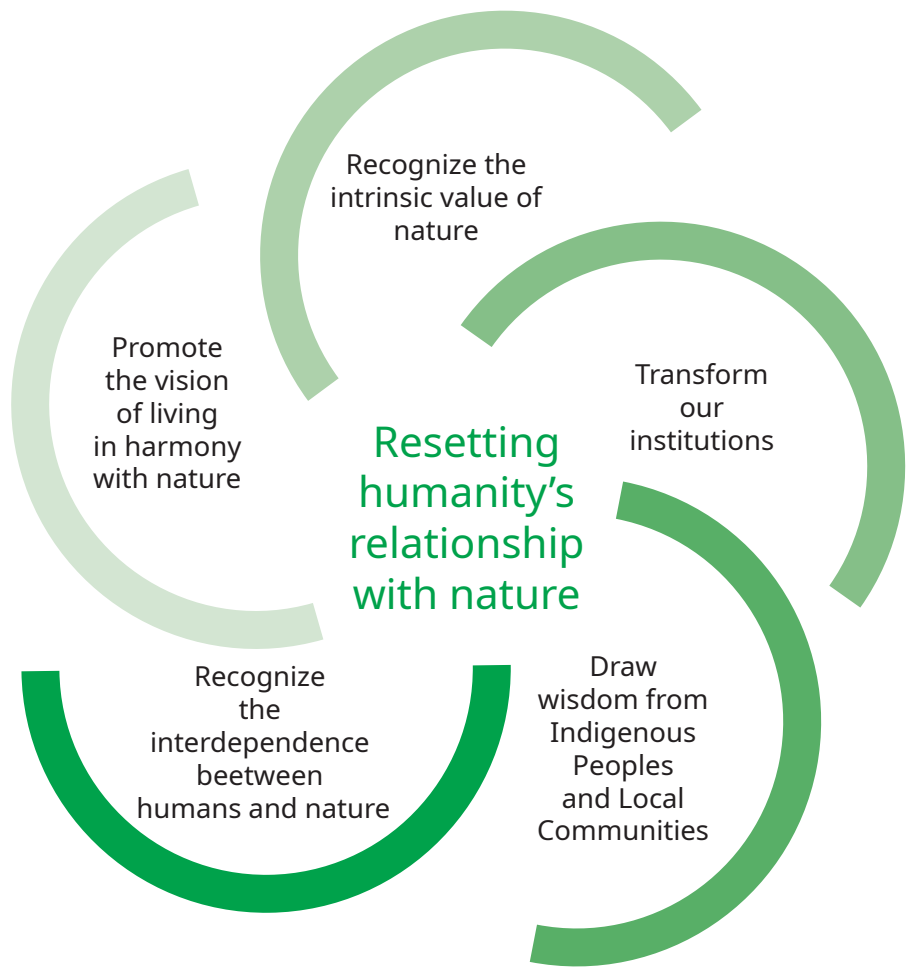 Recognize the
intrinsic value of
nature
Promote
the vision
of living
in harmony
with nature
Transform
our
institutions
Resetting
humanity’s
relationship
with nature
Recognize
the
interdependence
beetween
humans and nature
Draw
wisdom from
Indigenous
Peoples
and Local
Communities